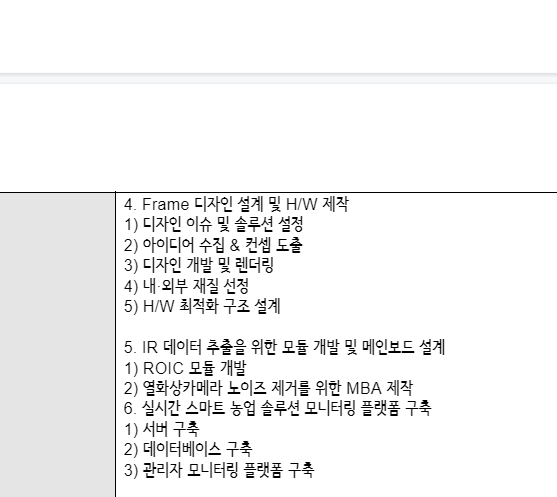 4. Frame 디자인 설계 및 H/W 제작
1) 디자인 이슈 및 솔루션 설정
2) 아이디어 수집 & 컨셉 도출
3) 디자인 개발 및 렌더링
4) 내·외부 재질 선정
5) H/W 최적화 구조 설계
5. IR 데이터 추출을 위한 모듈 개발 및 메인보드 설계
1) ROIC 모듈 개발
2) 열화상카메라 노이즈 제거를 위한 MBA 제작
6. 실시간 스마트 농업 솔루션 모니터링 플랫폼 구축
1) 서버 구축
2) 데이터베이스 구축
3) 관리자 모니터링 플랫폼 구축